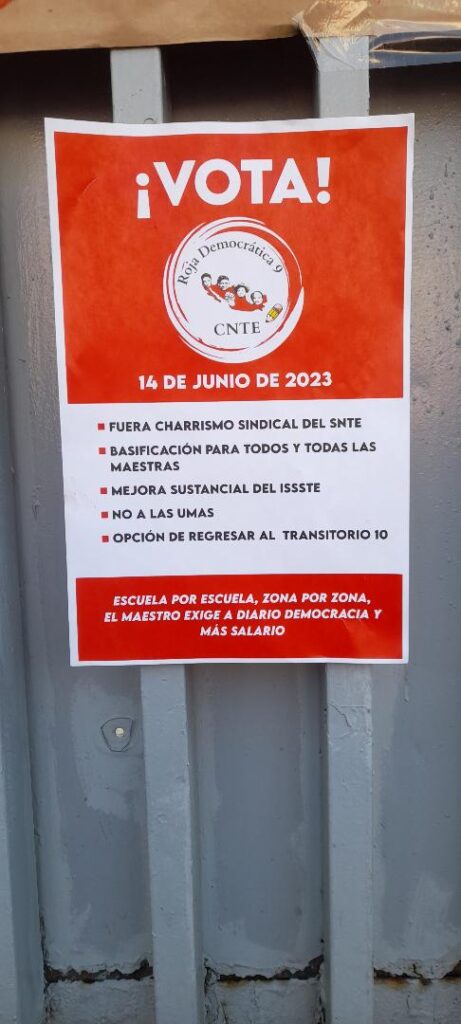 ¡VOTA!
Roja Democrática 9
CNTE
14 DE JUNIO DE 2023
FUERA CHARRISMO SINDICAL DEL SNTE
BASIFICACIÓN PARA TODOS Y TODAS LAS
MAESTRAS
MEJORA SUSTANCIAL DEL ISSSTE
NO A LAS UMAS
OPCIÓN DE REGRESAR AL TRANSITORIO 10
ESCUELA POR ESCUELA, ZONA POR ZONA,
EL MAESTRO EXIGE A DIARIO DEMOCRACIA Y
MÁS SALARIO